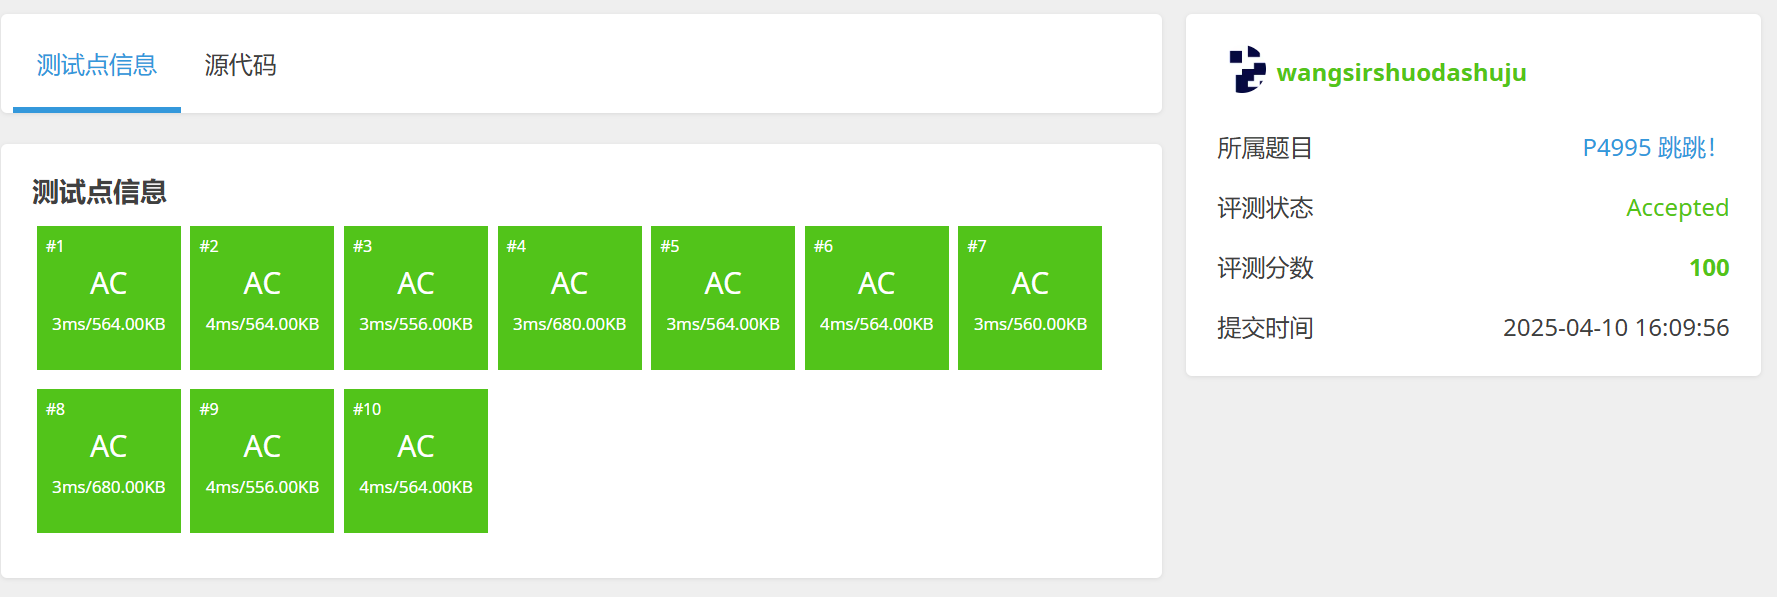 测试点信息 源代码
测试点信息
#1 #2 #3 #4 #5 #6 #7
AC AC AC AC AC AC AC
3ms/564.00KB 4ms/564.00KB 3ms/556.00KB 3ms/680.00KB 3ms/564.00KB 4ms/564.00KB 3ms/560.00KB
#8 #9 #10
AC AC AC
3ms/680.00KB 4ms/556.00KB 4ms/564.00KB
wangsirshuodashuju
所属题目 P4995 跳跳！
评测状态 Accepted
评测分数 100
提交时间 2025-04-10 16:09:56